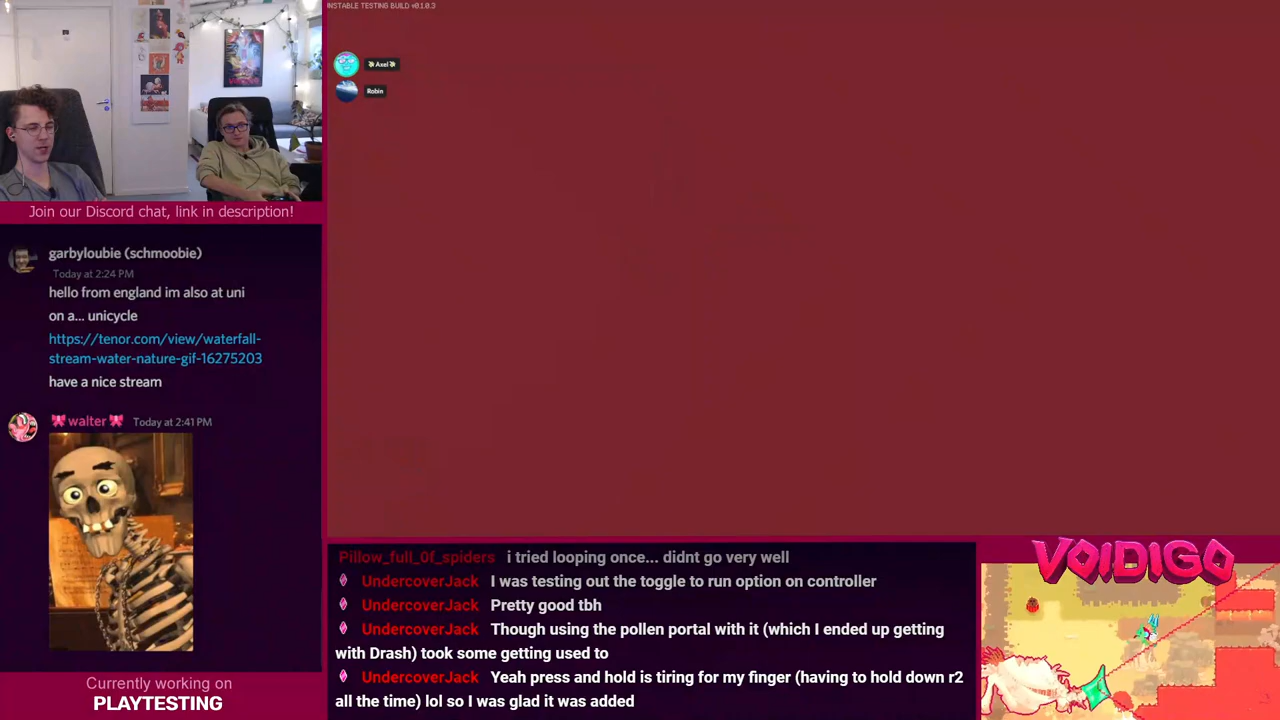 NSTABLE TESTING BUILD v0.1.0.3
Axel
Robin
Join our Discord chat, link in description!
garbyloubie (schmoobie)
Today at 2:24 PM
hello from england im also at uni
on a... unicycle
https://tenor.com/view/waterfall-
stream-water-nature-gif-16275203
have a nice stream
walter Today at 2:41 PM
Currently working on
PLAYTESTING
Pillow_full_0f_spiders i tried looping once... didnt go very well
UndercoverJack I was testing out the toggle to run option on controller
UndercoverJack Pretty good tbh
UndercoverJack Though using the pollen portal with it (which I ended up getting
with Drash) took some getting used to
UndercoverJack Yeah press and hold is tiring for my finger (having to hold down r2
all the time) lol so I was glad it was added
VOIDIGO